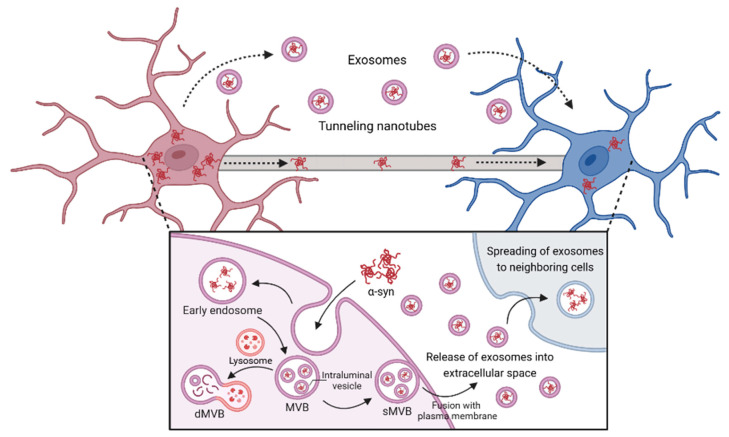 Exosomes
Tunneling nanotubes
Spreading of exosomes
to neighboring cells
α-syn
Early endosome
Lysosome
Intraluminal
vesicle
Release of exosomes into
extracellular space
dMVB
MVB
sMVB
Fusion with
plasma membrane